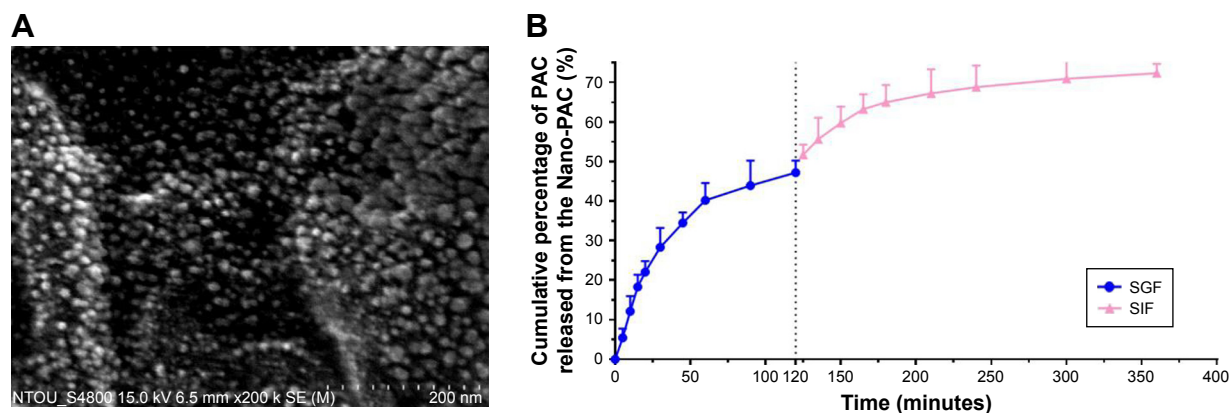 A
NTOU_S4800 15.0 kV 6.5 mm x200 k SE (M)
200 nm
B
Cumulative percentage of PAC
released from the Nano-PAC (%)
70
60
50
40
30
20
10
0
0
50
100
120
150
200
250
300
350
400
Time (minutes)
SGF
SIF